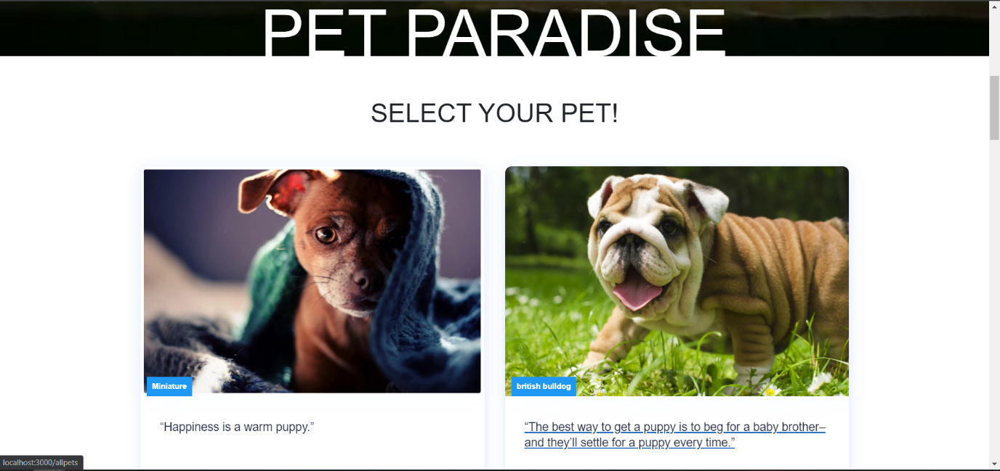 PET PARADISE
SELECT YOUR PET!
Miniature
british bulldog
“Happiness is a warm puppy.”
“The best way to get a puppy is to beg for a baby brother–
and they’ll settle for a puppy every time.”
localhost:3000/allpets